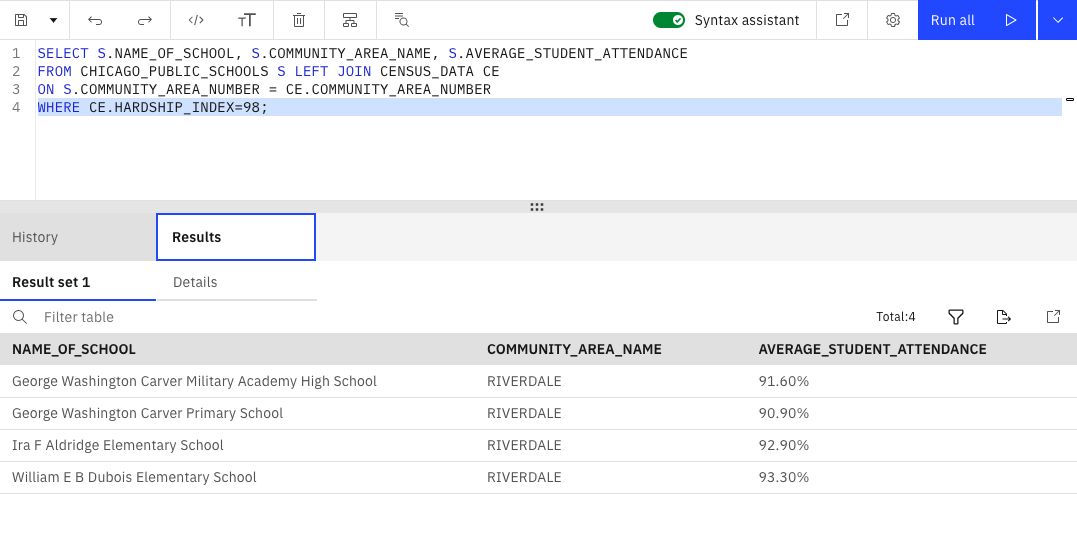 </> тT Syntax assistant Run all
1 SELECT S.NAME_OF_SCHOOL, S.COMMUNITY_AREA_NAME, S.AVERAGE_STUDENT_ATTENDANCE
2 FROM CHICAGO_PUBLIC_SCHOOLS S LEFT JOIN CENSUS_DATA CE
3 ON S.COMMUNITY_AREA_NUMBER = CE.COMMUNITY_AREA_NUMBER
4 WHERE CE.HARDSHIP_INDEX=98;
History Results
Result set 1 Details
Filter table Total:4
NAME_OF_SCHOOL COMMUNITY_AREA_NAME AVERAGE_STUDENT_ATTENDANCE
George Washington Carver Military Academy High School RIVERDALE 91.60%
George Washington Carver Primary School RIVERDALE 90.90%
Ira F Aldridge Elementary School RIVERDALE 92.90%
William E B Dubois Elementary School RIVERDALE 93.30%